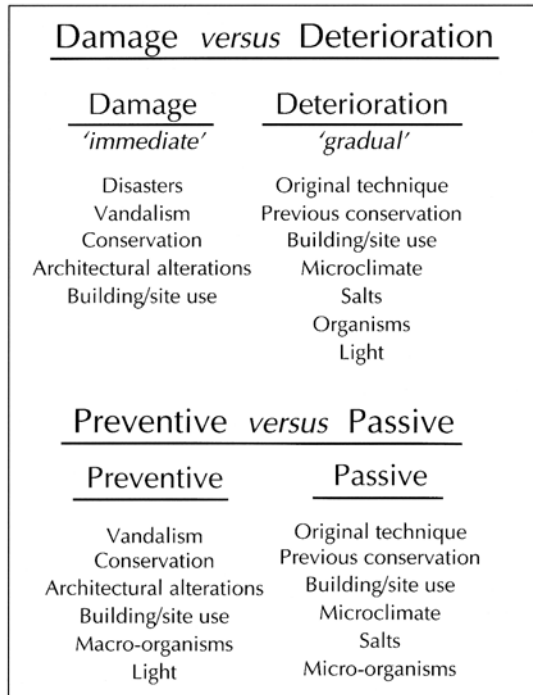 Damage versus Deterioration
Damage
'immediate'
Disasters
Vandalism
Conservation
Architectural alterations
Building/site use
Deterioration
'gradual'
Original technique
Previous conservation
Building/site use
Microclimate
Salts
Organisms
Light
Preventive versus Passive
Preventive
Vandalism
Conservation
Architectural alterations
Building/site use
Macro-organisms
Light
Passive
Original technique
Previous conservation
Building/site use
Microclimate
Salts
Micro-organisms